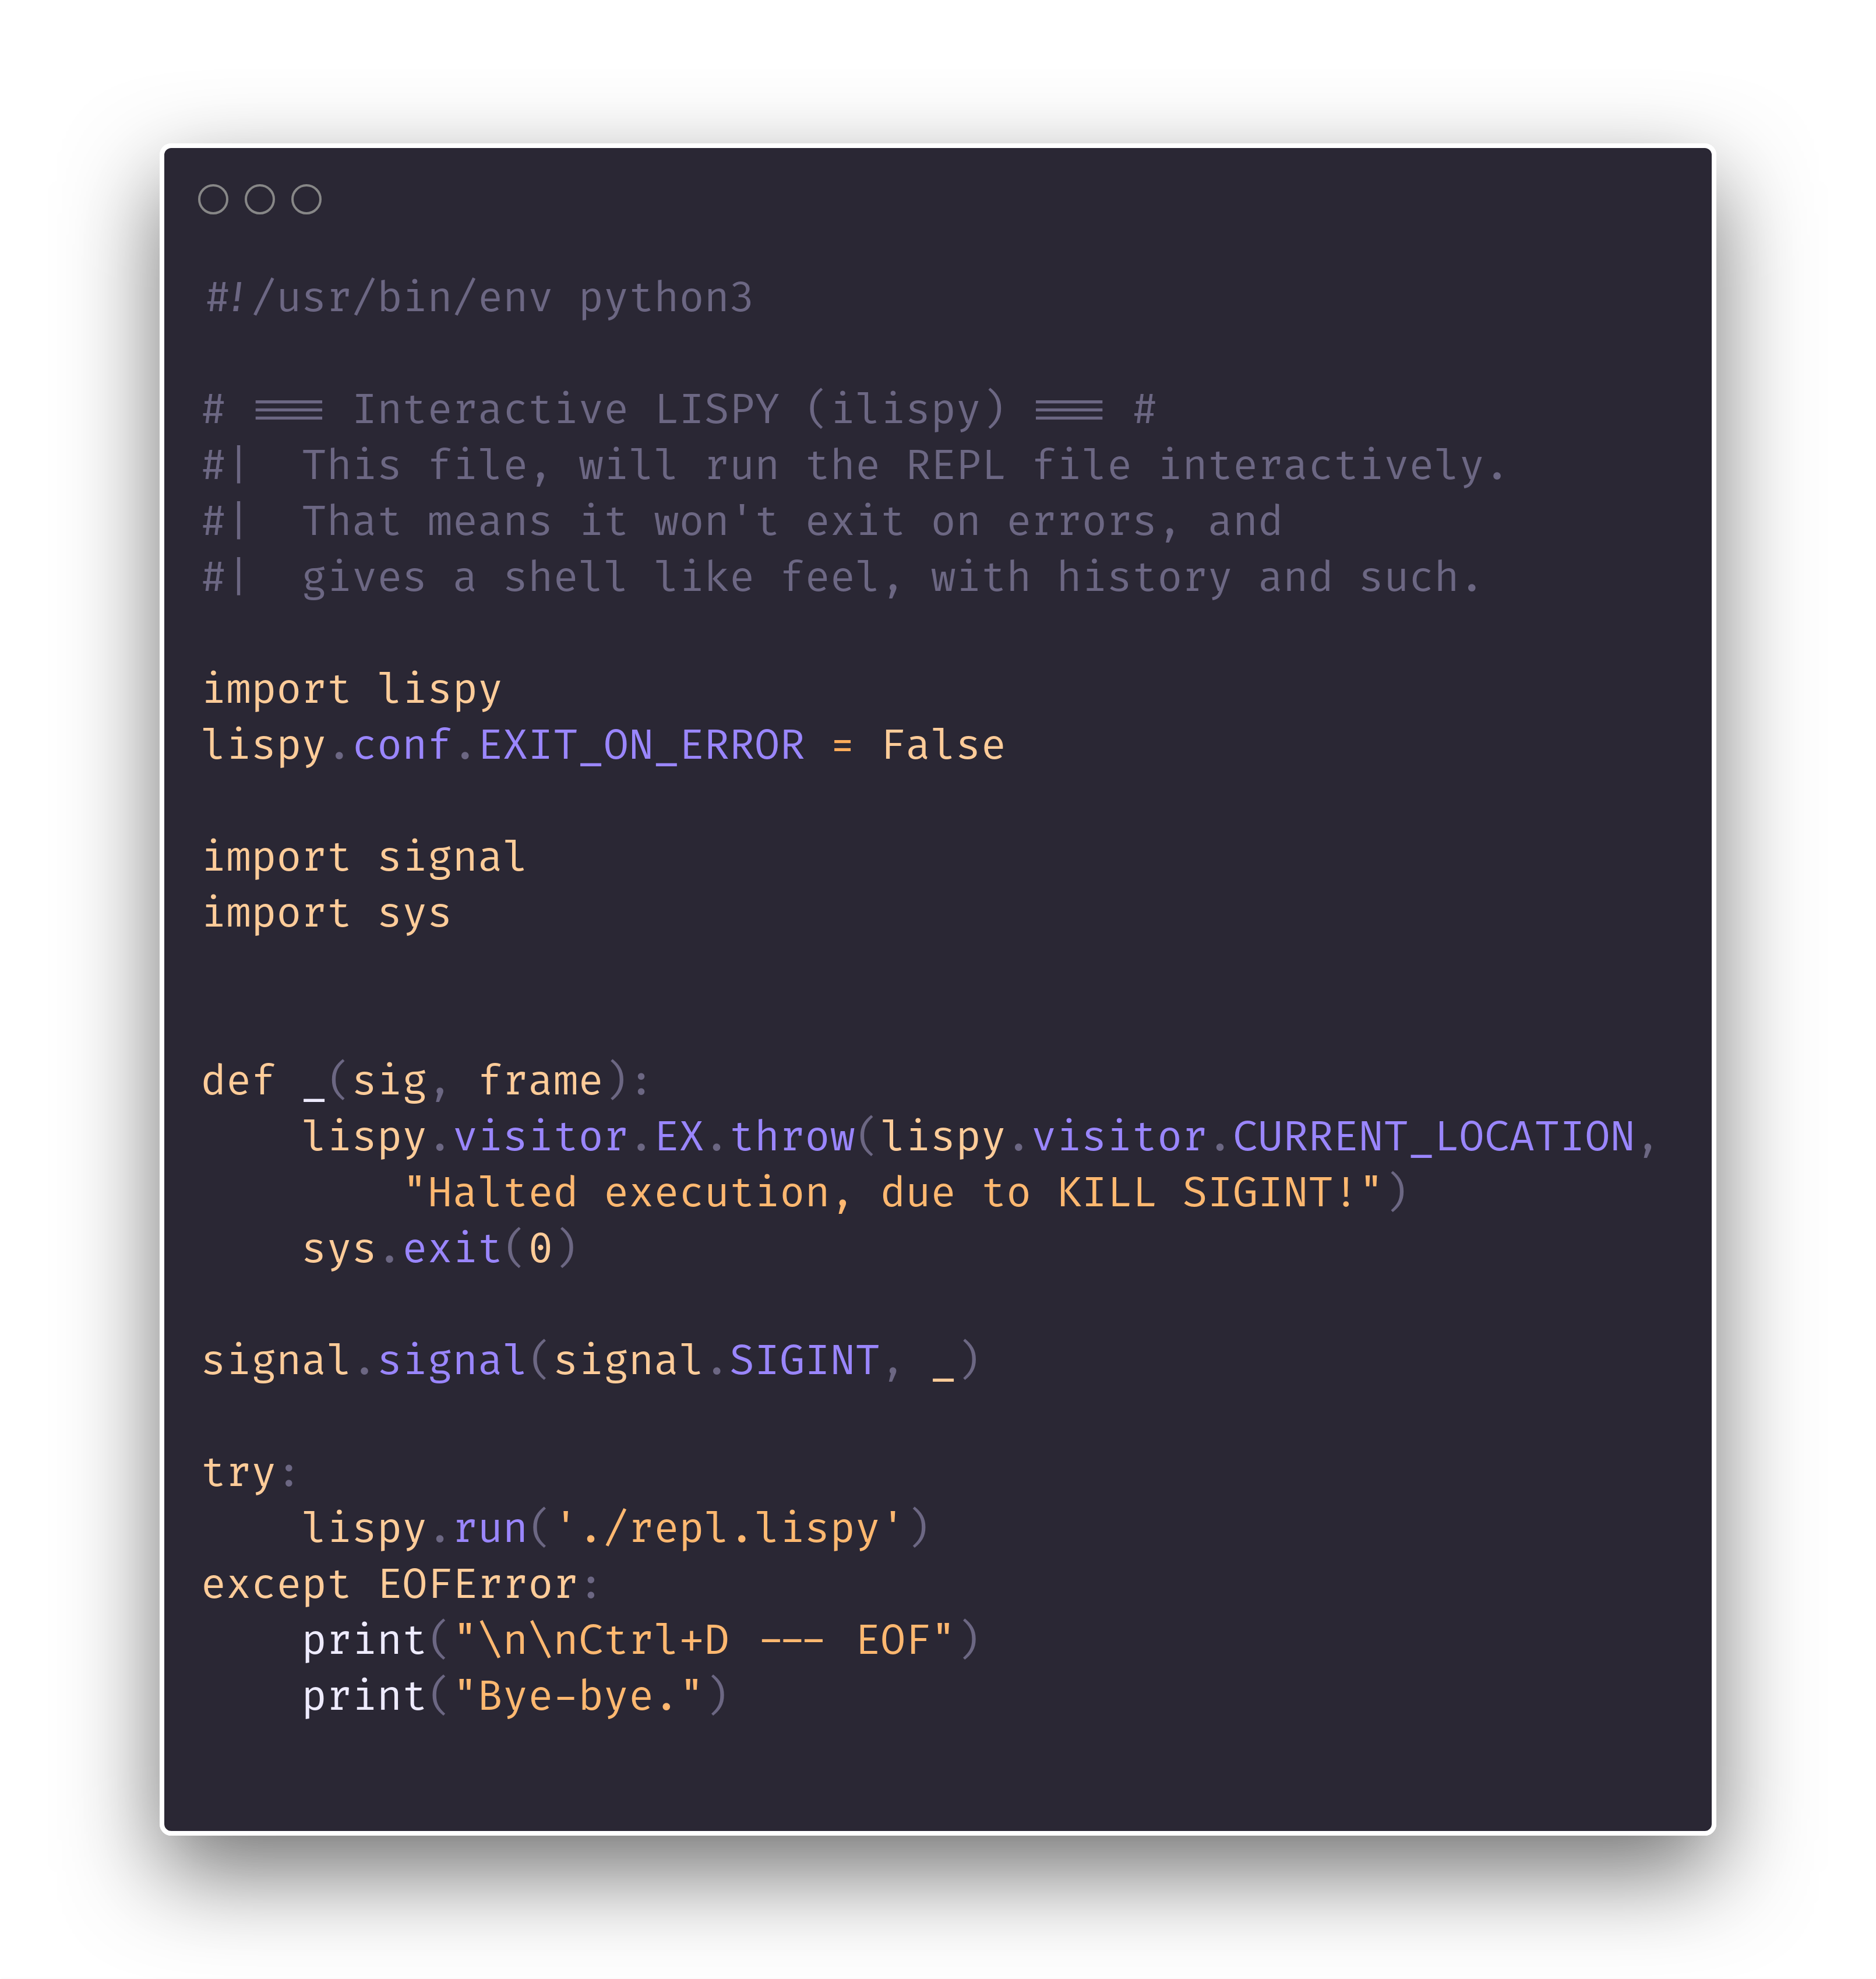 #!/usr/bin/env python3
# === Interactive LISPY (ilispy) === #
#|  This file, will run the REPL file interactively.
#|  That means it won't exit on errors, and
#|  gives a shell like feel, with history and such.
import lispy
lispy.conf.EXIT_ON_ERROR = False
import signal
import sys
def _(sig, frame):
    lispy.visitor.EX.throw(lispy.visitor.CURRENT_LOCATION,
        "Halted execution, due to KILL SIGINT!")
    sys.exit(0)
signal.signal(signal.SIGINT, _)
try:
    lispy.run('./repl.lispy')
except EOFError:
    print("\n\nCtrl+D --- EOF")
    print("Bye-bye.")